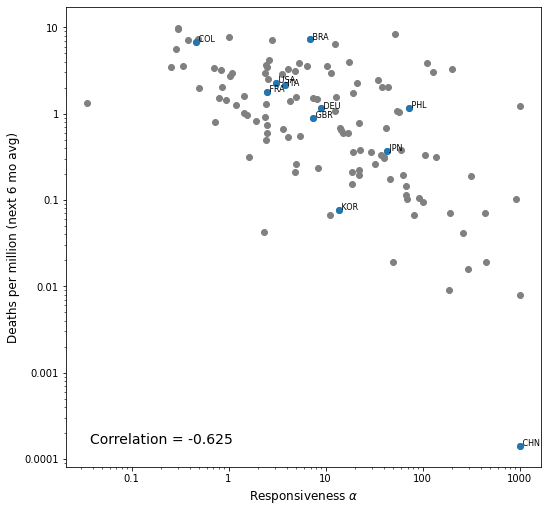 10
1
0.1
0.01
0.001
0.0001
Deaths per million (next 6 mo avg)
COL
BRA
USA
ITA
FRA
DEU
PHL
GBR
JPN
KOR
CHN
Correlation = -0.625
0.1 1 10 100 1000
Responsiveness α